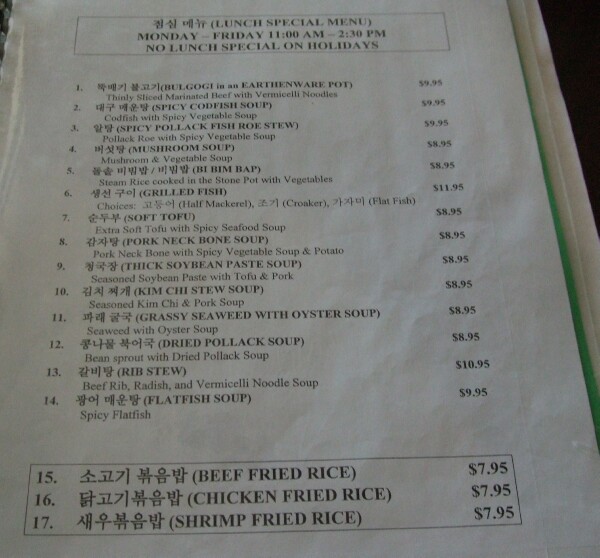 점심 메뉴 (LUNCH SPECIAL MENU)
MONDAY – FRIDAY 11:00 AM – 2:30 PM
NO LUNCH SPECIAL ON HOLIDAYS
1. 뚝배기 불고기(BULGOGI in an EARTHENWARE POT) $9.95
Thinly Sliced Marinated Beef with Vermicelli Noodles
2. 대구 매운탕 (SPICY CODFISH SOUP) $9.95
Codfish with Spicy Vegetable Soup
3. 알탕 (SPICY POLLACK FISH ROE STEW) $9.95
Pollack Roe with Spicy Vegetable Soup
4. 버섯탕 (MUSHROOM SOUP) $8.95
Mushroom & Vegetable Soup
5. 돌솥 비빔밥 / 비빔밥 (BI BIM BAP) $8.95
Steam Rice cooked in the Stone Pot with Vegetables
6. 생선 구이 (GRILLED FISH) $11.95
Choices: 고등어 (Half Mackerel), 조기 (Croaker), 가자미 (Flat Fish)
7. 순두부 (SOFT TOFU) $8.95
Extra Soft Tofu with Spicy Seafood Soup
8. 감자탕 (PORK NECK BONE SOUP) $8.95
Pork Neck Bone with Spicy Vegetable Soup & Potato
9. 청국장 (THICK SOYBEAN PASTE SOUP) $8.95
Seasoned Soybean Paste with Tofu & Pork
10. 김치 찌개 (KIM CHI STEW SOUP) $8.95
Seasoned Kim Chi & Pork Soup
11. 파래 굴국 (GRASSY SEAWEED WITH OYSTER SOUP) $8.95
Seaweed with Oyster Soup
12. 콩나물 북어국 (DRIED POLLACK SOUP) $8.95
Bean sprout with Dried Pollack Soup
13. 갈비탕 (RIB STEW) $10.95
Beef Rib, Radish, and Vermicelli Noodle Soup
14. 광어 매운탕 (FLATFISH SOUP) $9.95
Spicy Flatfish
15. 소고기 볶음밥 (BEEF FRIED RICE) $7.95
16. 닭고기볶음밥 (CHICKEN FRIED RICE) $7.95
17. 새우볶음밥 (SHRIMP FRIED RICE) $7.95